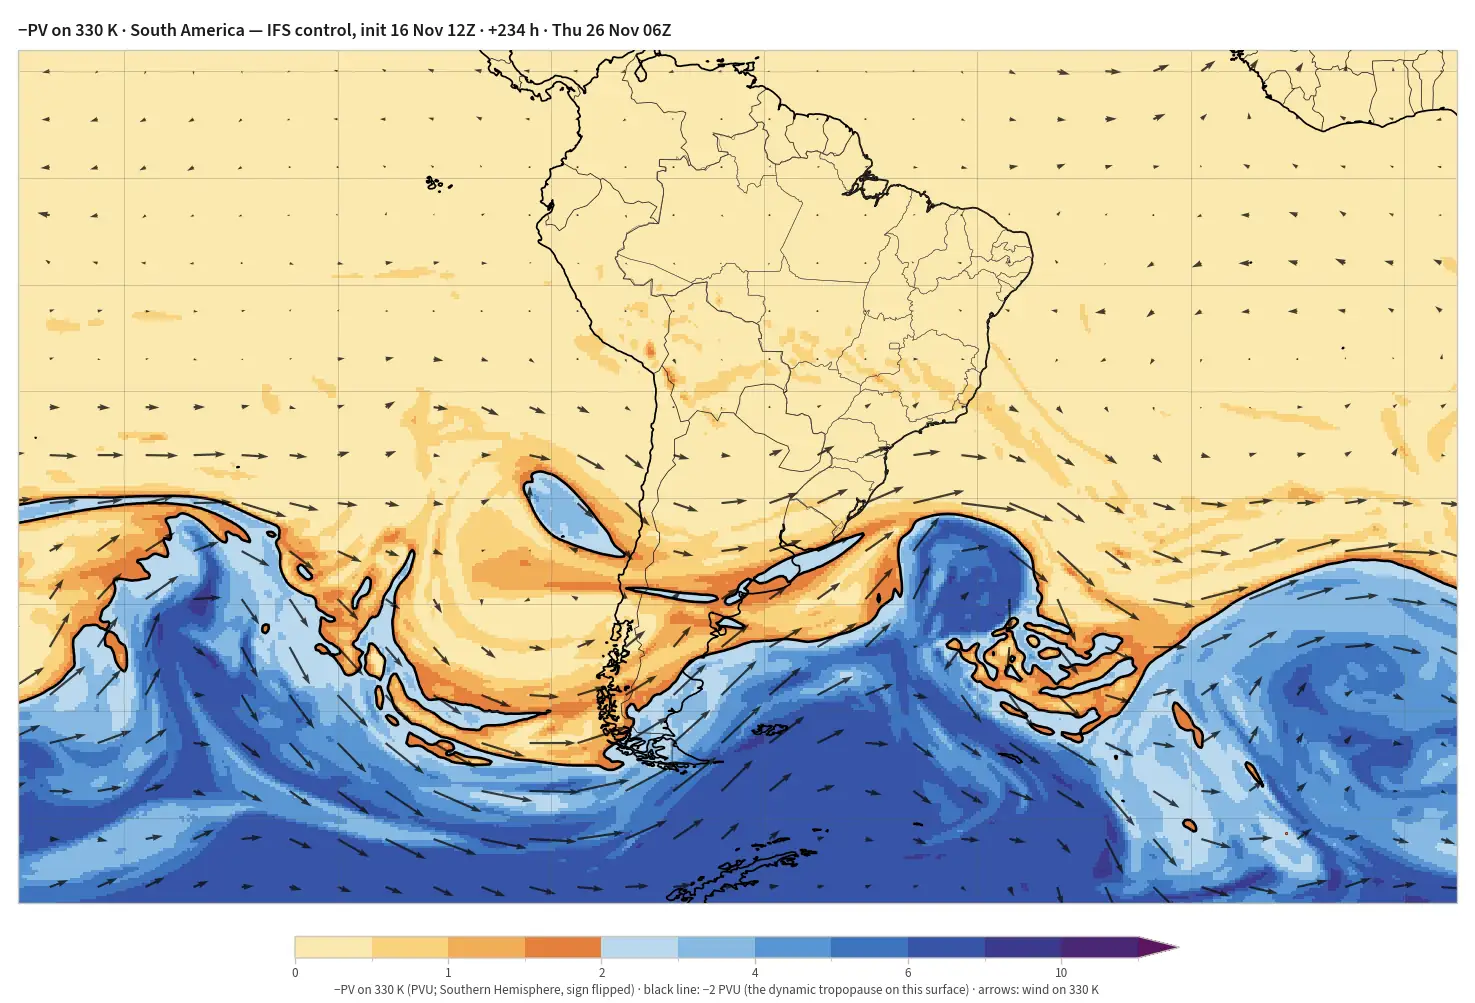 −PV on 330 K · South America — IFS control, init 16 Nov 12Z · +234 h · Thu 26 Nov 06Z
0 1 2 4 6 10
−PV on 330 K (PVU; Southern Hemisphere, sign flipped) · black line: −2 PVU (the dynamic tropopause on this surface) · arrows: wind on 330 K